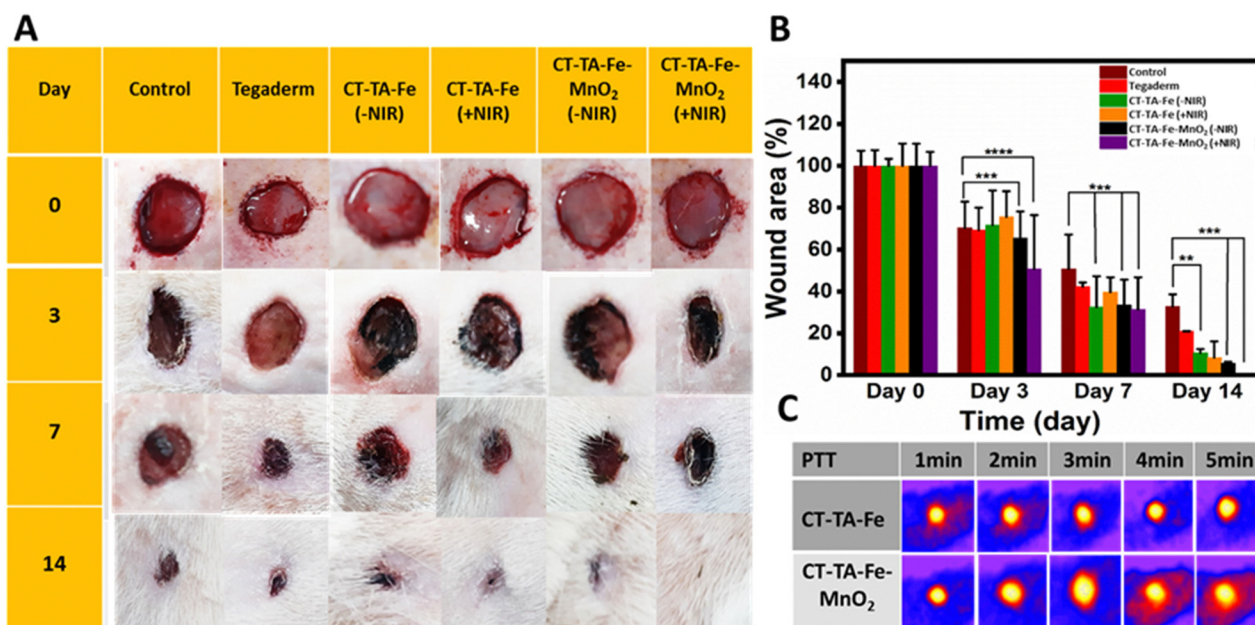 A
Day
Control
Tegaderm
CT-TA-Fe
(-NIR)
CT-TA-Fe
(+NIR)
CT-TA-Fe-
MnO₂
(-NIR)
CT-TA-Fe-
MnO₂
(+NIR)
0
3
7
14
B
Wound area (%)
140
120
100
80
60
40
20
0
Control
Tegaderm
CT-TA-Fe (-NIR)
CT-TA-Fe (+NIR)
CT-TA-Fe-MnO₂ (-NIR)
CT-TA-Fe-MnO₂ (+NIR)
****
***
***
***
**
Day 0
Day 3
Day 7
Day 14
Time (day)
C
PTT
1min
2min
3min
4min
5min
CT-TA-Fe
CT-TA-Fe-
MnO₂